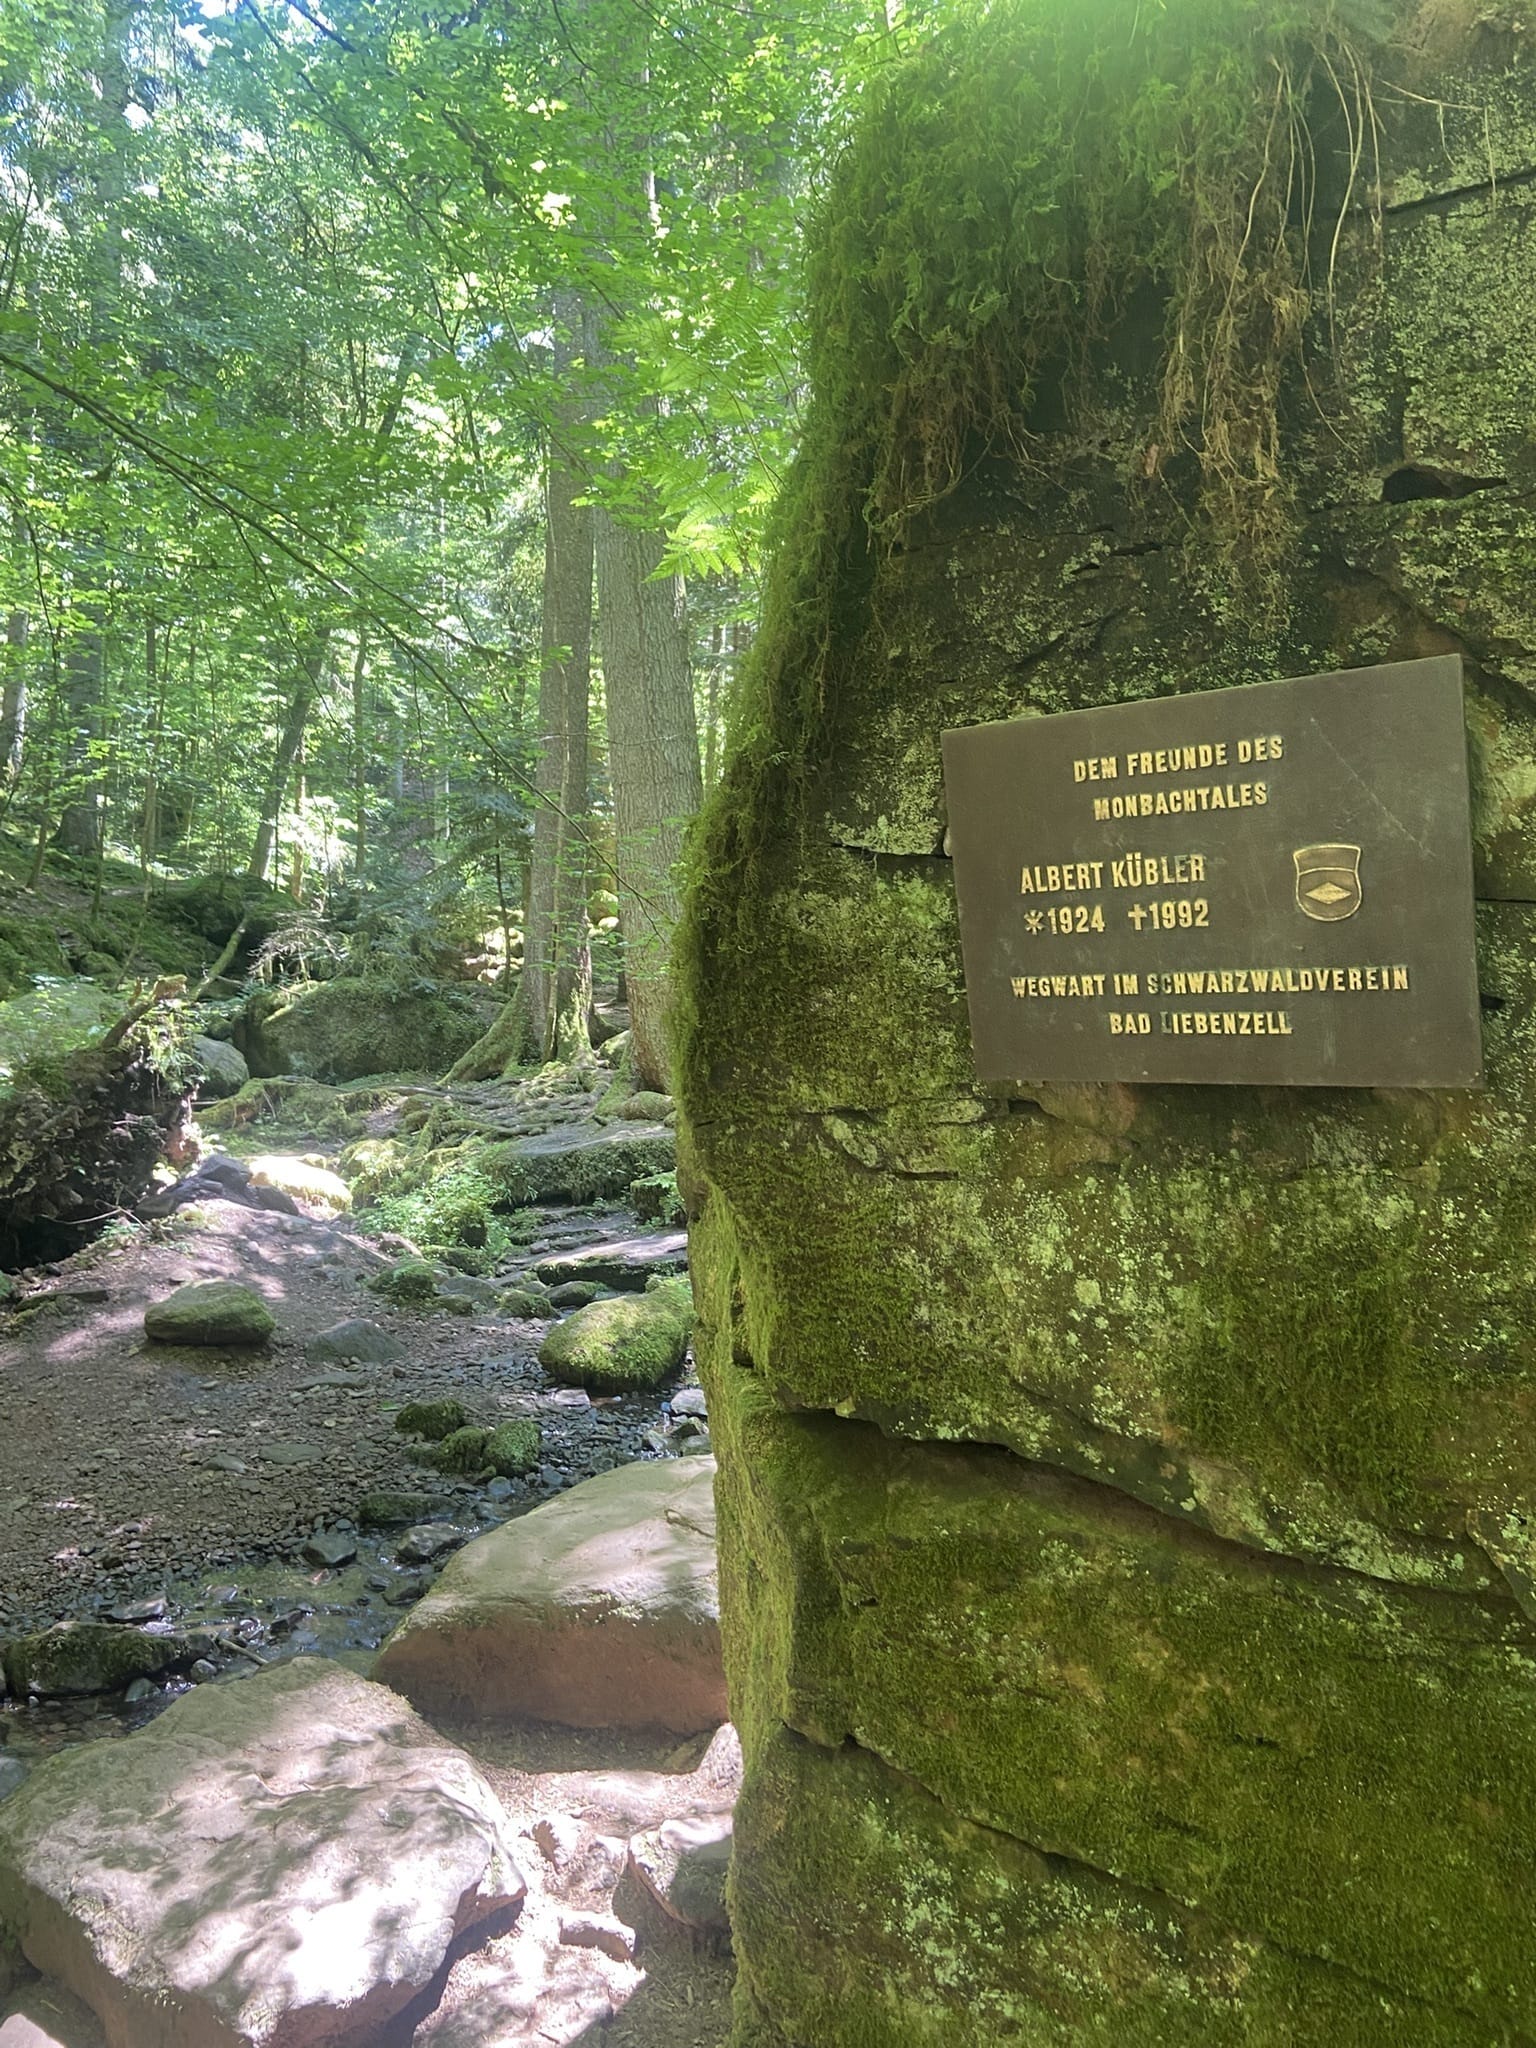 DEM FREUNDE DES
MONBACHTALES
ALBERT KÜBLER
*1924 †1992
WEGWART IM SCHWARZWALDVEREIN
BAD LIEBENZELL